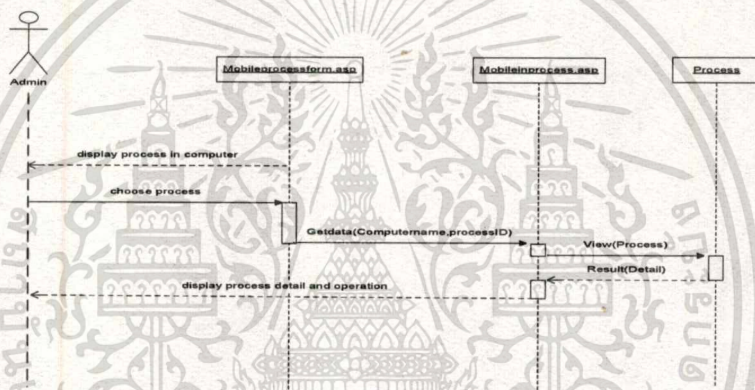 Admin
Mobileprocessform.asp
Mobileinprocess.asp
Process
display process in computer
choose process
Getdata(Computername,processID)
View(Process)
Result(Detail)
display process detail and operation